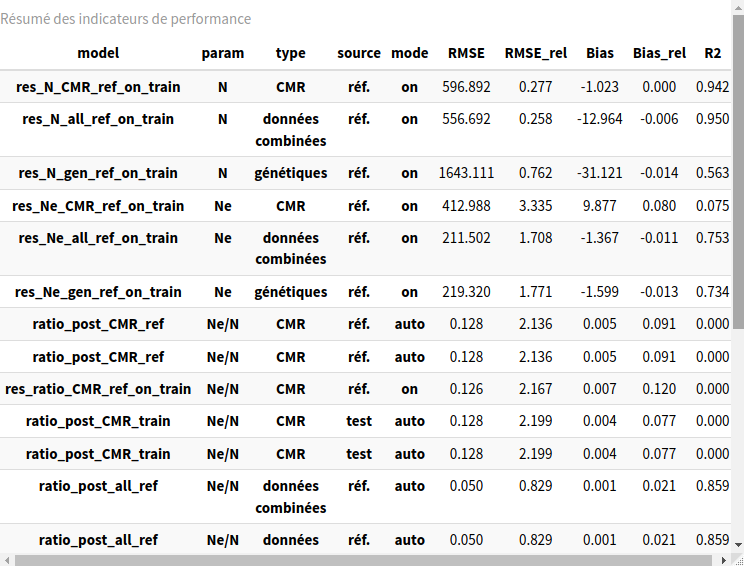 Résumé des indicateurs de performance
model param type source mode RMSE RMSE_rel Bias Bias_rel R2
res_N_CMR_ref_on_train N CMR réf. on 596.892 0.277 -1.023 0.000 0.942
res_N_all_ref_on_train N données combinées réf. on 556.692 0.258 -12.964 -0.006 0.950
res_N_gen_ref_on_train N génétiques réf. on 1643.111 0.762 -31.121 -0.014 0.563
res_Ne_CMR_ref_on_train Ne CMR réf. on 412.988 3.335 9.877 0.080 0.075
res_Ne_all_ref_on_train Ne données combinées réf. on 211.502 1.708 -1.367 -0.011 0.753
res_Ne_gen_ref_on_train Ne génétiques réf. on 219.320 1.771 -1.599 -0.013 0.734
ratio_post_CMR_ref Ne/N CMR réf. auto 0.128 2.136 0.005 0.091 0.000
ratio_post_CMR_ref Ne/N CMR réf. auto 0.128 2.136 0.005 0.091 0.000
res_ratio_CMR_ref_on_train Ne/N CMR réf. on 0.126 2.167 0.007 0.120 0.000
ratio_post_CMR_train Ne/N CMR test auto 0.128 2.199 0.004 0.077 0.000
ratio_post_CMR_train Ne/N CMR test auto 0.128 2.199 0.004 0.077 0.000
ratio_post_all_ref Ne/N données combinées réf. auto 0.050 0.829 0.001 0.021 0.859
ratio_post_all_ref Ne/N données réf. auto 0.050 0.829 0.001 0.021 0.859